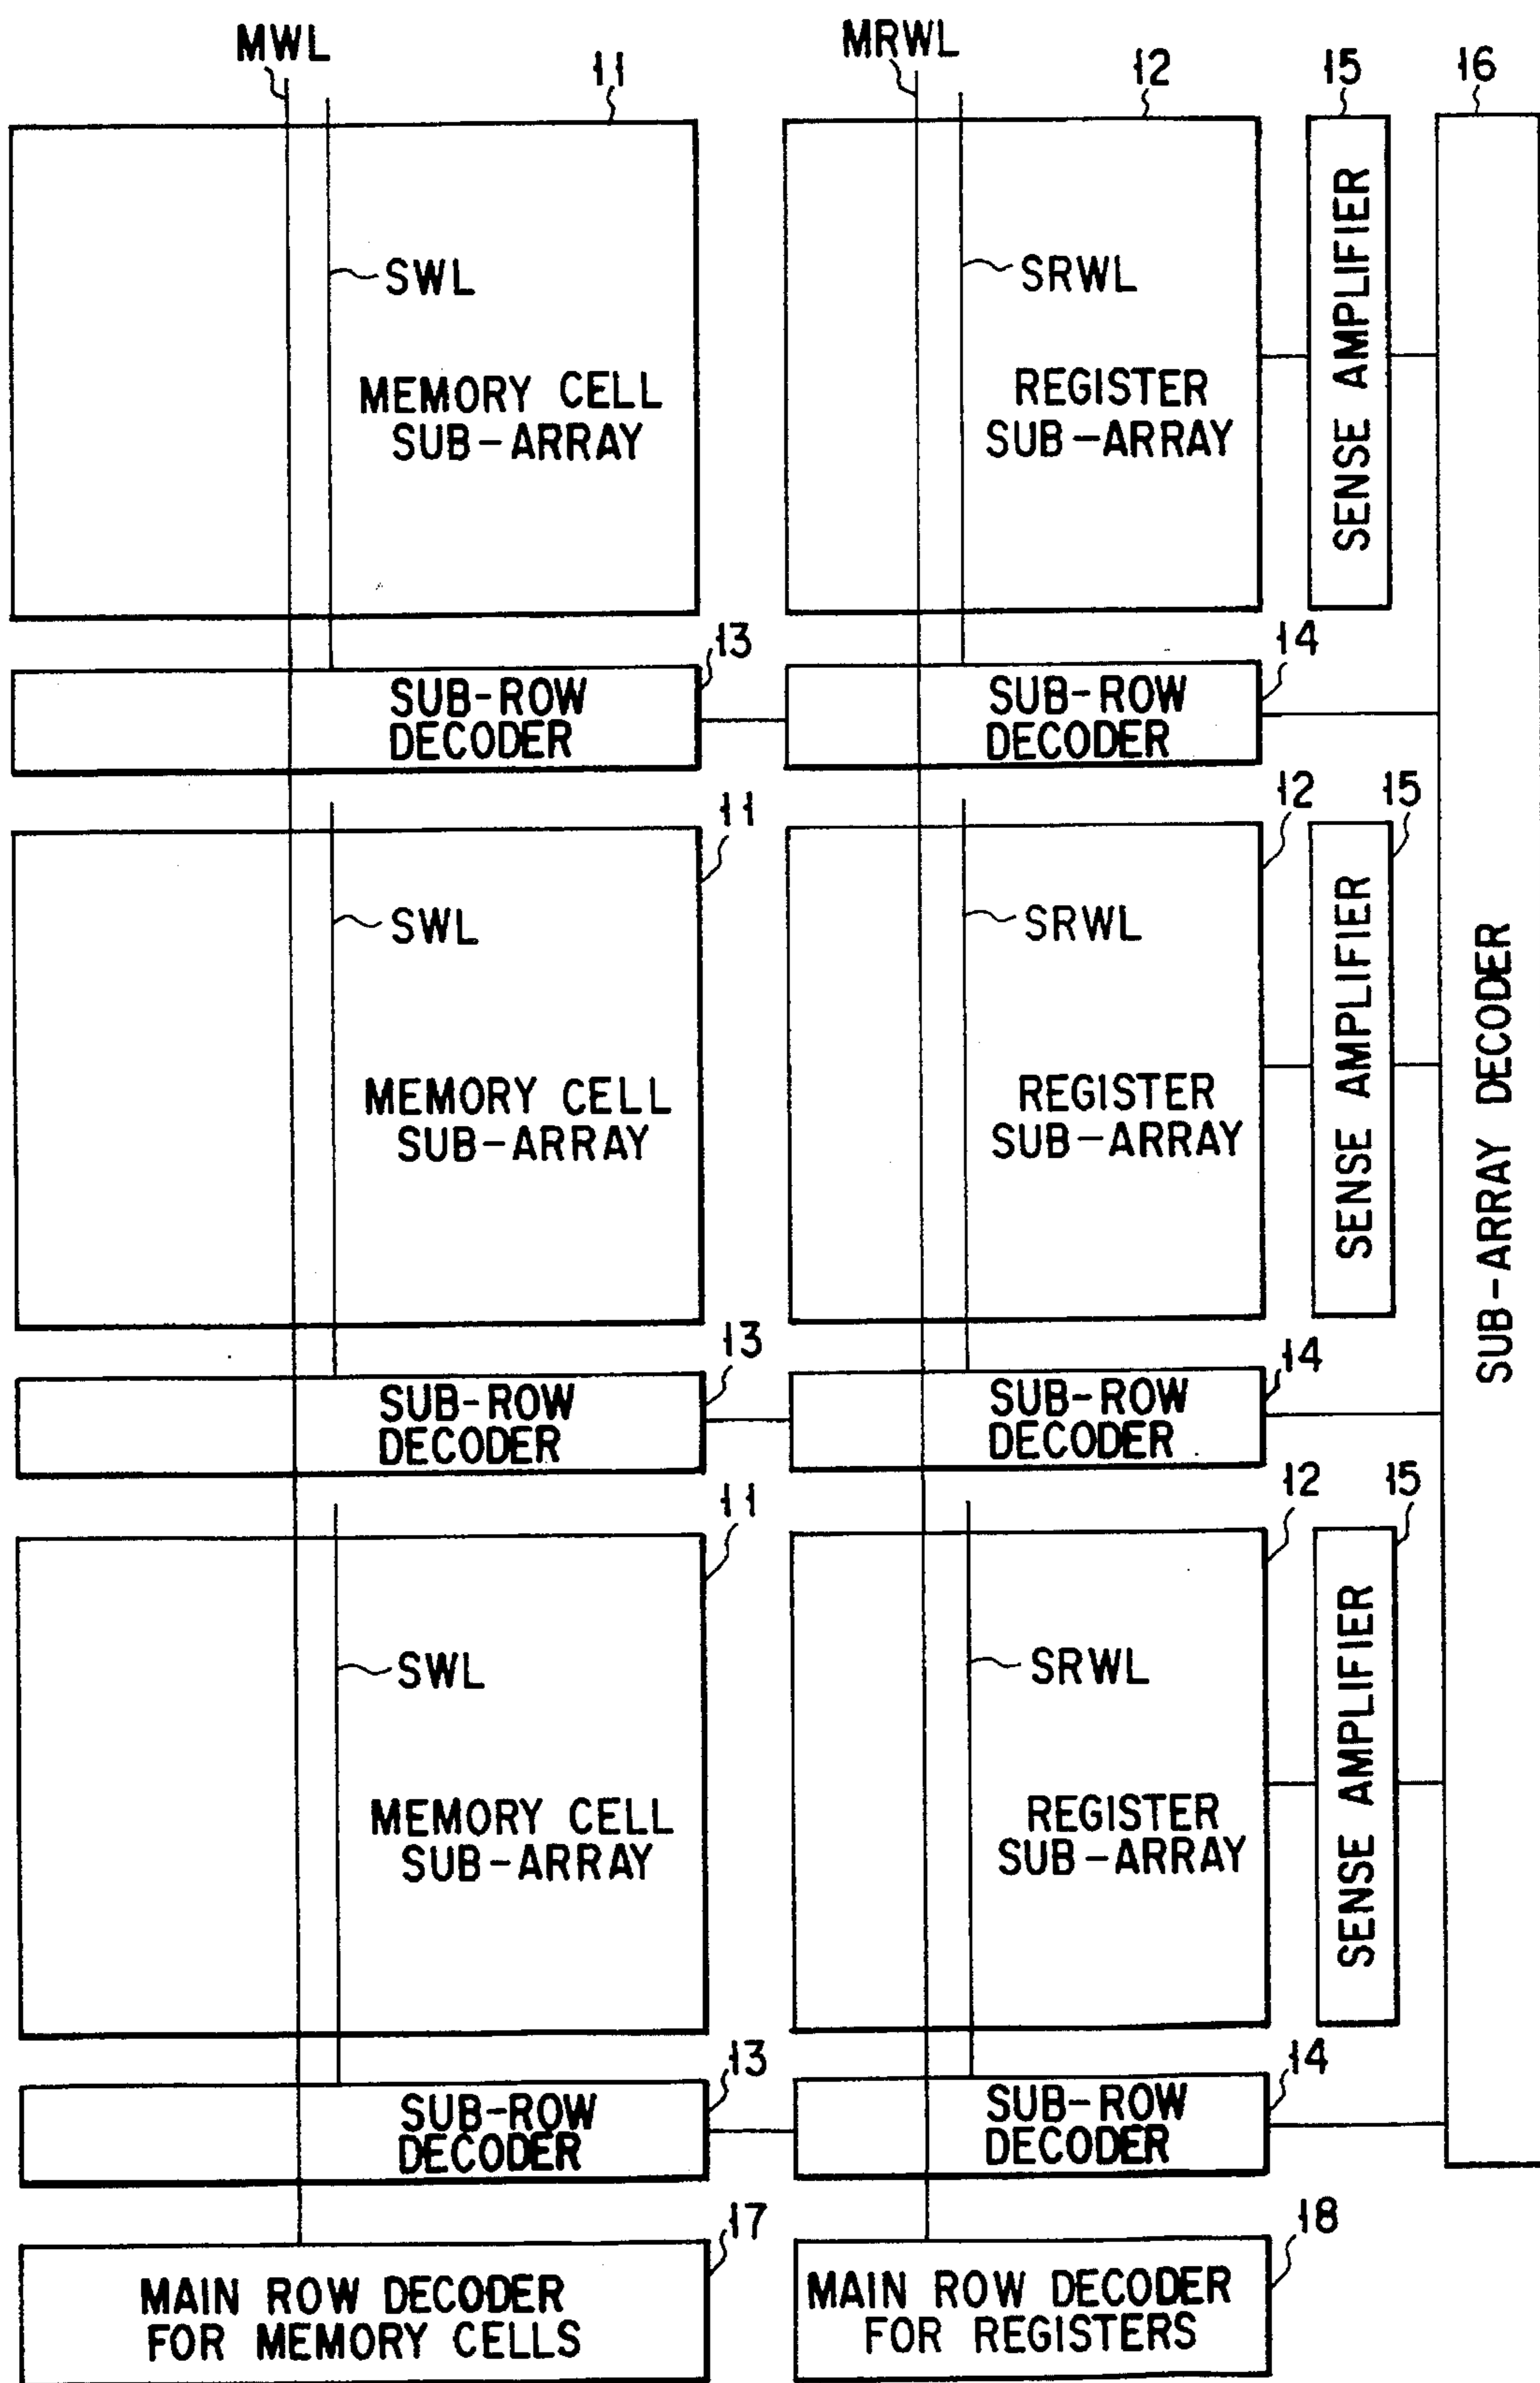 MWL
MRWL
11
12
15
16
SWL
SRWL
MEMORY CELL
SUB-ARRAY
REGISTER
SUB-ARRAY
SENSE AMPLIFIER
13
14
SUB-ROW
DECODER
SUB-ROW
DECODER
11
12
15
SWL
SRWL
MEMORY CELL
SUB-ARRAY
REGISTER
SUB-ARRAY
SENSE AMPLIFIER
SUB-ARRAY DECODER
13
14
SUB-ROW
DECODER
SUB-ROW
DECODER
11
12
15
SWL
SRWL
MEMORY CELL
SUB-ARRAY
REGISTER
SUB-ARRAY
SENSE AMPLIFIER
13
14
SUB-ROW
DECODER
SUB-ROW
DECODER
17
18
MAIN ROW DECODER
FOR MEMORY CELLS
MAIN ROW DECODER
FOR REGISTERS